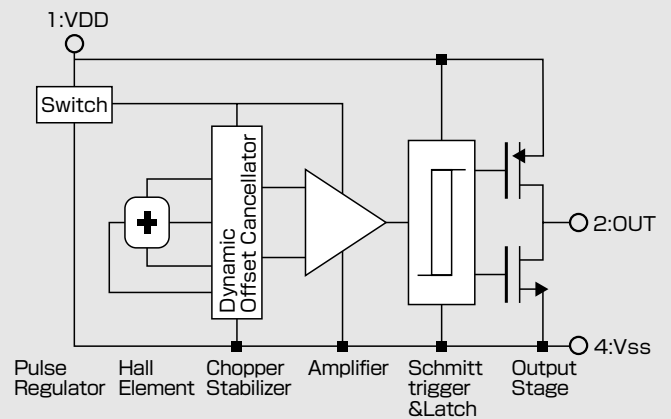 1:VDD
Switch
Dynamic
Offset Cancellator
2:OUT
4:Vss
Pulse
Regulator
Hall
Element
Chopper
Stabilizer
Amplifier
Schmitt
trigger
&Latch
Output
Stage